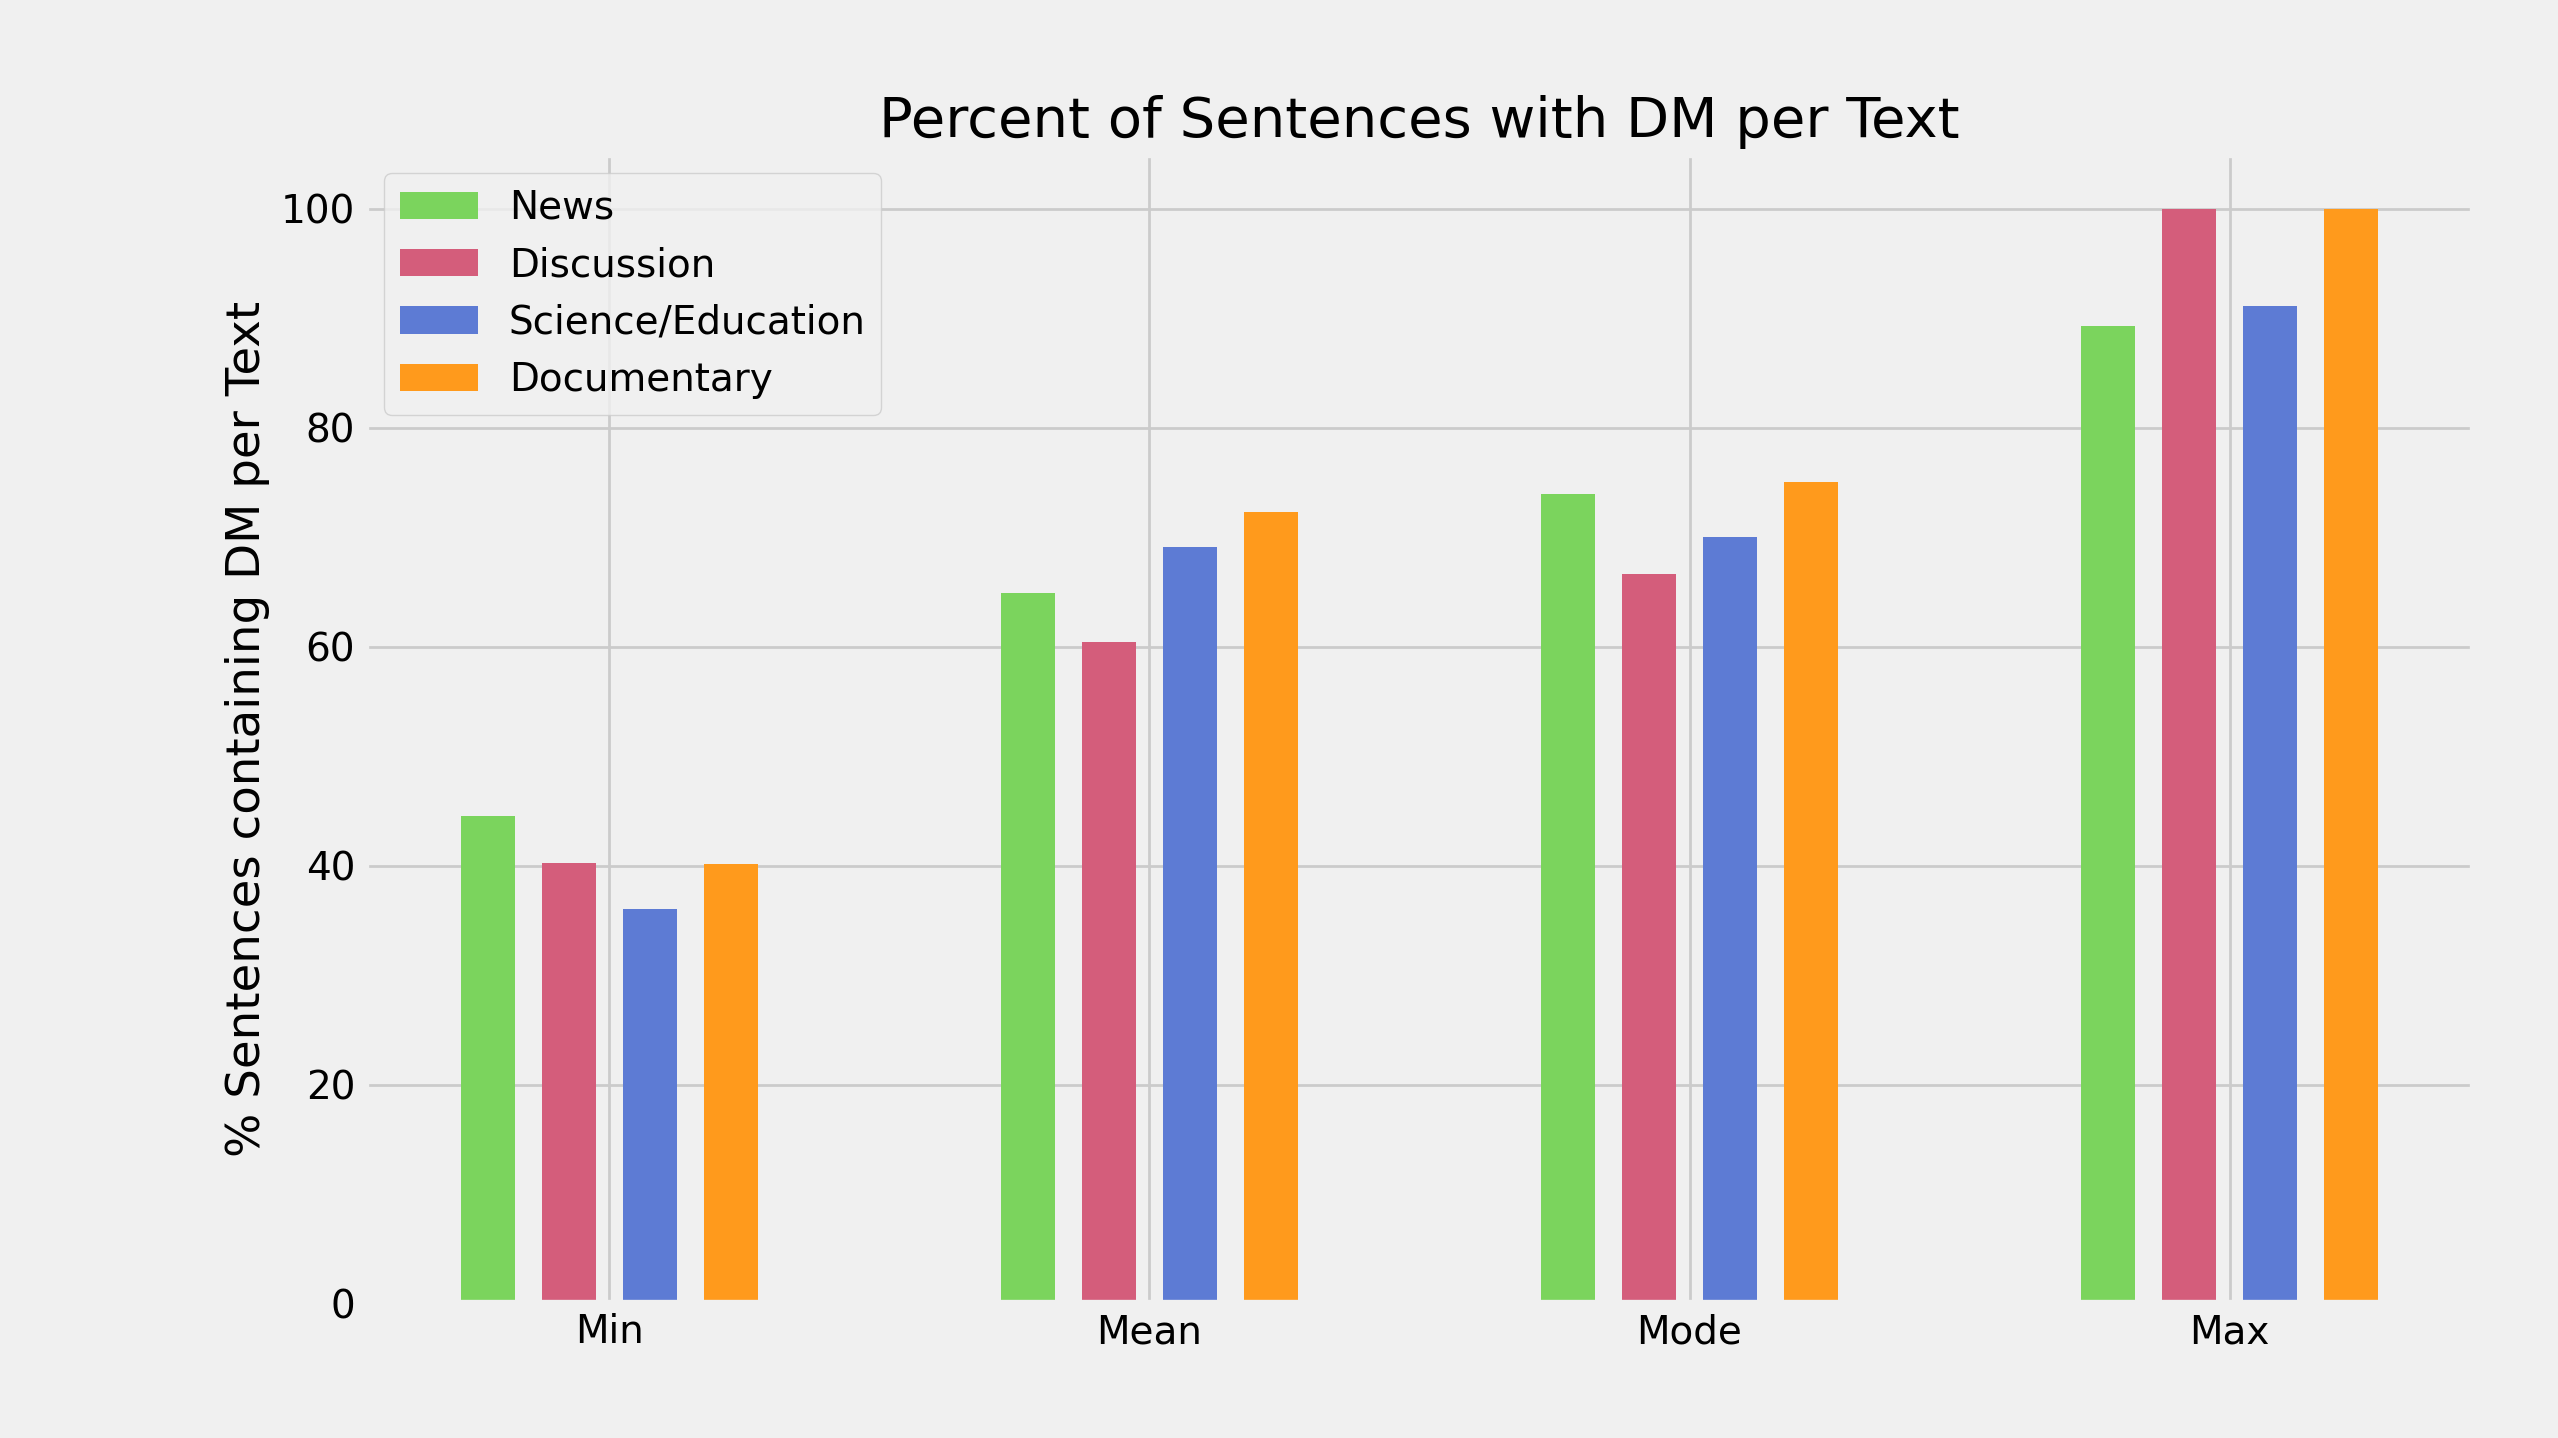 Percent of Sentences with DM per Text
% Sentences containing DM per Text
100
80
60
40
20
0
News
Discussion
Science/Education
Documentary
Min
Mean
Mode
Max